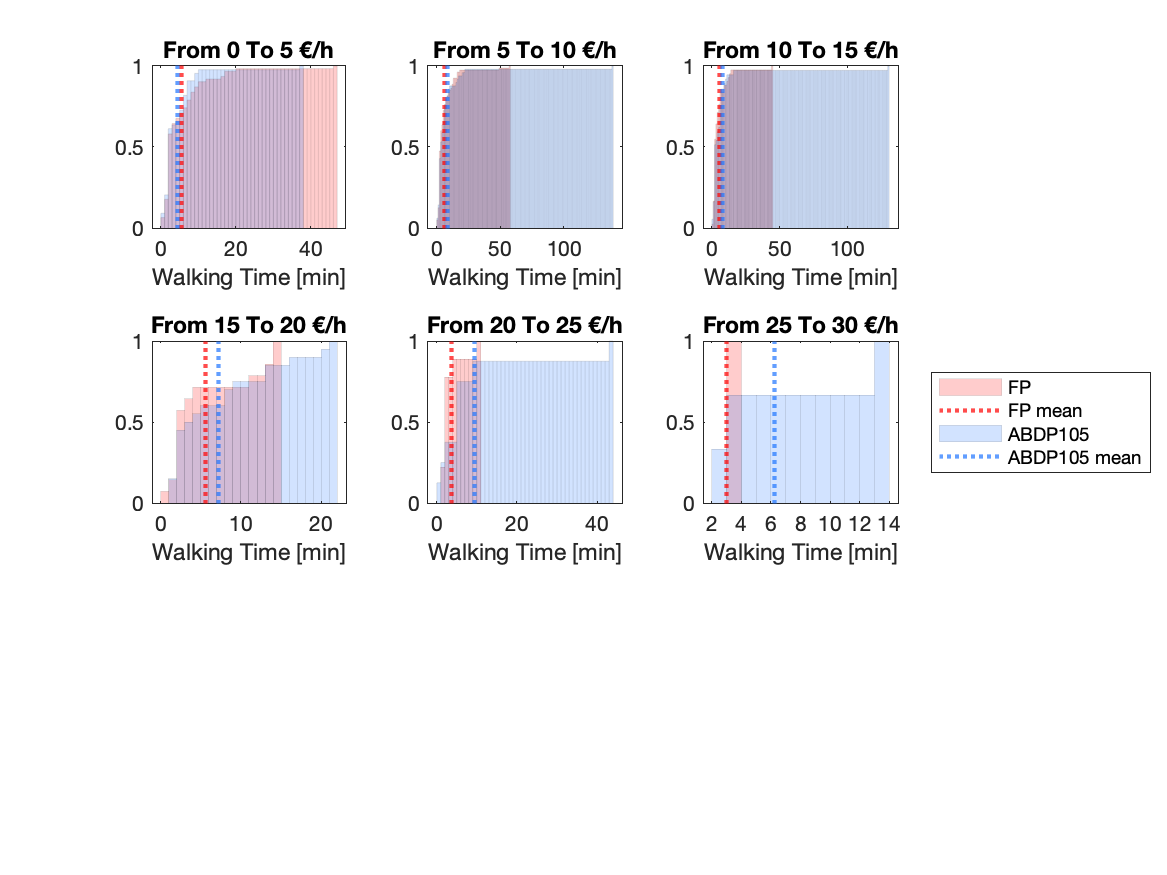 From 0 To 5 €/h
From 5 To 10 €/h
From 10 To 15 €/h
1
0.5
0
0 20 40
Walking Time [min]
1
0.5
0
0 50 100
Walking Time [min]
1
0.5
0
0 50 100
Walking Time [min]
From 15 To 20 €/h
From 20 To 25 €/h
From 25 To 30 €/h
1
0.5
0
0 10 20
Walking Time [min]
1
0.5
0
0 20 40
Walking Time [min]
1
0.5
0
2 4 6 8 10 12 14
Walking Time [min]
FP
FP mean
ABDP105
ABDP105 mean